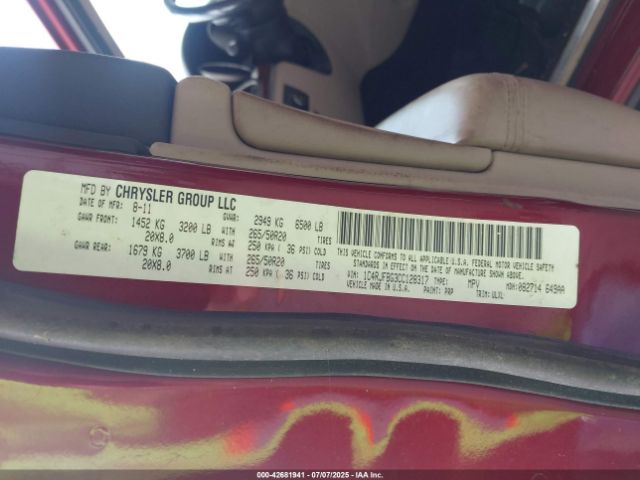 MFD BY CHRYSLER GROUP LLC
DATE OF MFR: 8-11 GVWR: 2949 KG 6500 LB
GAWR FRONT: 1452 KG 3200 LB WITH 265/50R20 TIRES
20X8.0 RIMS AT 250 KPA ( 36 PSI) COLD
GAWR REAR: 1679 KG 3700 LB WITH 265/50R20 TIRES
20X8.0 RIMS AT 250 KPA ( 36 PSI) COLD
THIS VEHICLE CONFORMS TO ALL APPLICABLE U.S.A. FEDERAL MOTOR VEHICLE SAFETY
STANDARDS IN EFFECT ON THE DATE OF MANUFACTURE SHOWN ABOVE.
VIN: 1C4RJFBG3CC128317 TYPE: MPV MDH: 082714 649AA
VEHICLE MADE IN U.S.A. PAINT: PRP TRIM: ULXL
000-42681941 07/07/2025 - IAA Inc.